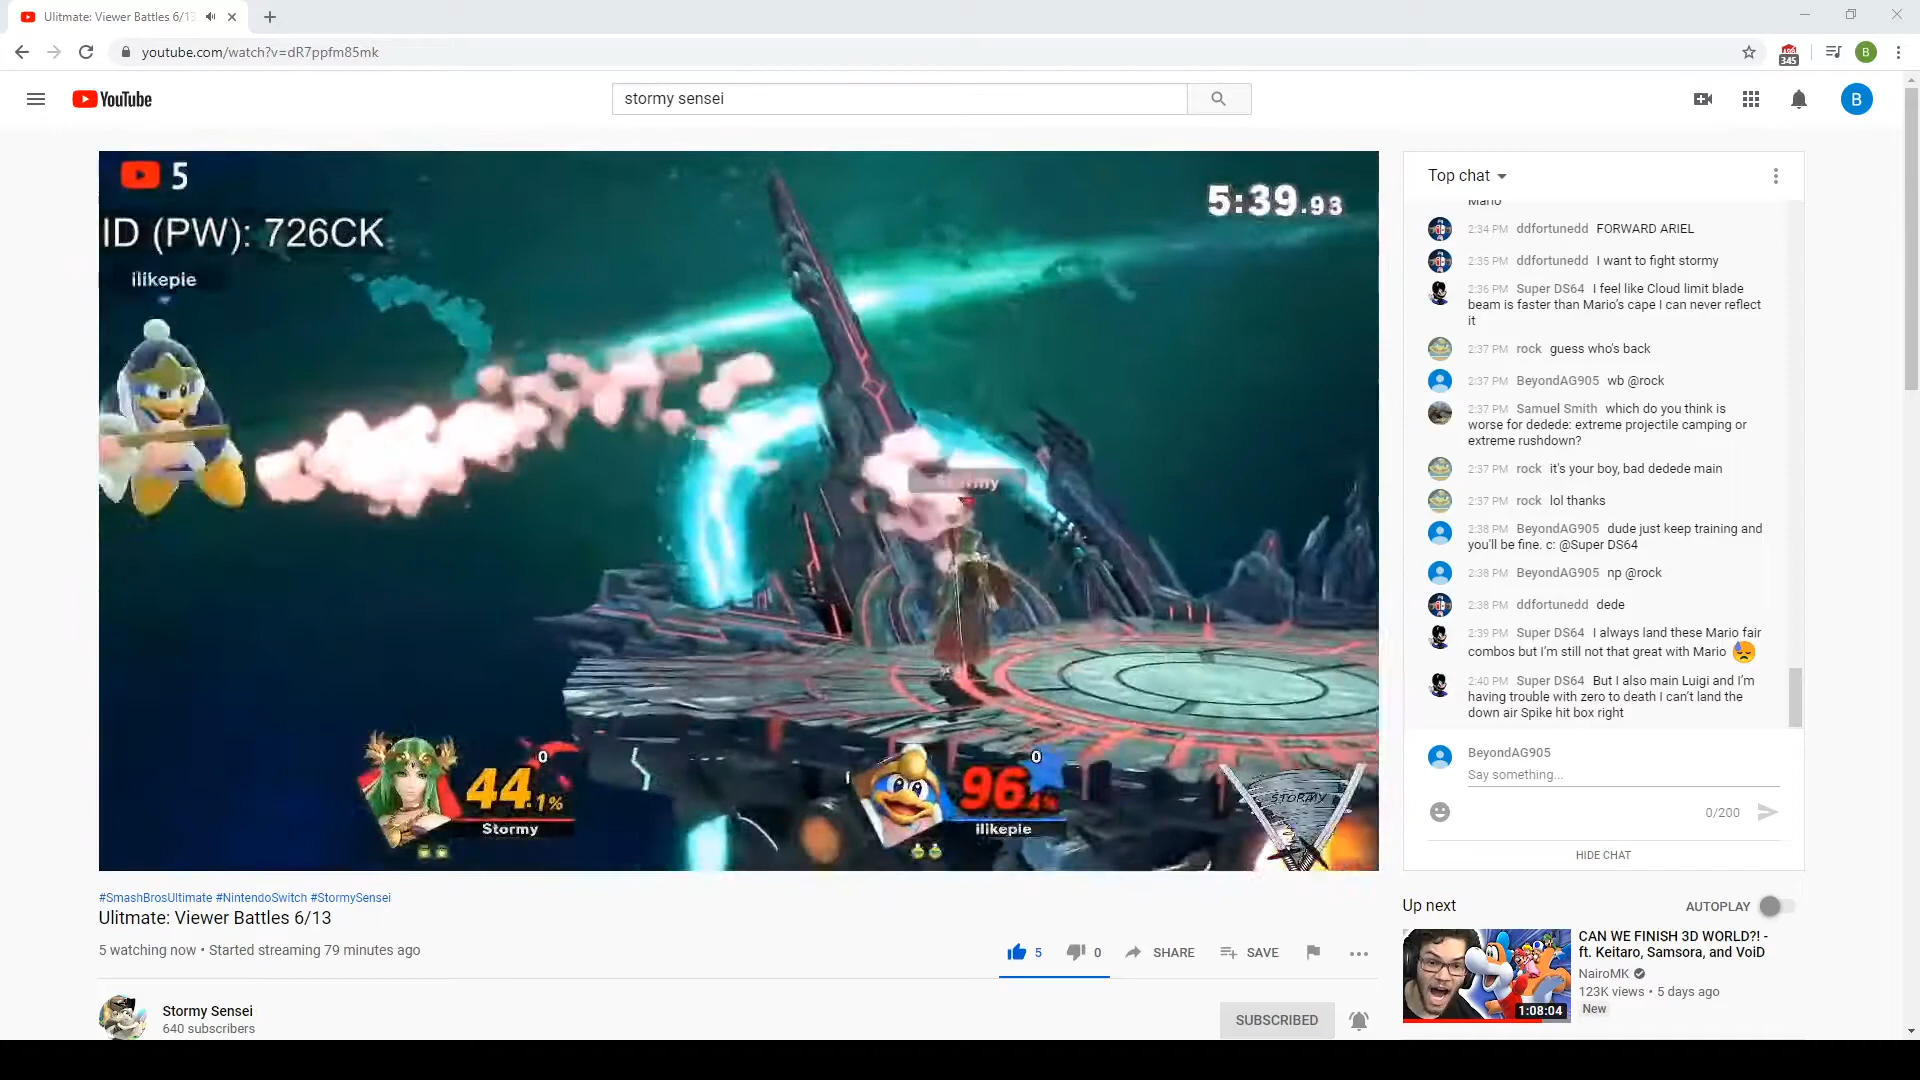 Ulitmate: Viewer Battles 6/13
youtube.com/watch?v=dR7ppfm85mk
345
B
YouTube
stormy sensei
B
5
ID (PW): 726CK
ilikepie
5:39.93
44.1%
0
Stormy
96.4%
0
ilikepie
STORMY
Top chat
Mario
2:34 PM ddfortunedd FORWARD ARIEL
2:35 PM ddfortunedd I want to fight stormy
2:36 PM Super DS64 I feel like Cloud limit blade
beam is faster than Mario's cape I can never reflect
it
2:37 PM rock guess who's back
2:37 PM BeyondAG905 wb @rock
2:37 PM Samuel Smith which do you think is
worse for dedede: extreme projectile camping or
extreme rushdown?
2:37 PM rock it's your boy, bad dedede main
2:37 PM rock lol thanks
2:38 PM BeyondAG905 dude just keep training and
you'll be fine. c: @Super DS64
2:38 PM BeyondAG905 np @rock
2:38 PM ddfortunedd dede
2:39 PM Super DS64 I always land these Mario fair
combos but I'm still not that great with Mario 😓
2:40 PM Super DS64 But I also main Luigi and I'm
having trouble with zero to death I can't land the
down air Spike hit box right
BeyondAG905
Say something...
0/200
HIDE CHAT
#SmashBrosUltimate #NintendoSwitch #StormySensei
Ulitmate: Viewer Battles 6/13
5 watching now • Started streaming 79 minutes ago
5 0 SHARE SAVE
Stormy Sensei
640 subscribers
SUBSCRIBED
Up next
AUTOPLAY
CAN WE FINISH 3D WORLD?! -
ft. Keitaro, Samsora, and VoiD
NairoMK
123K views • 5 days ago
New
1:08:04